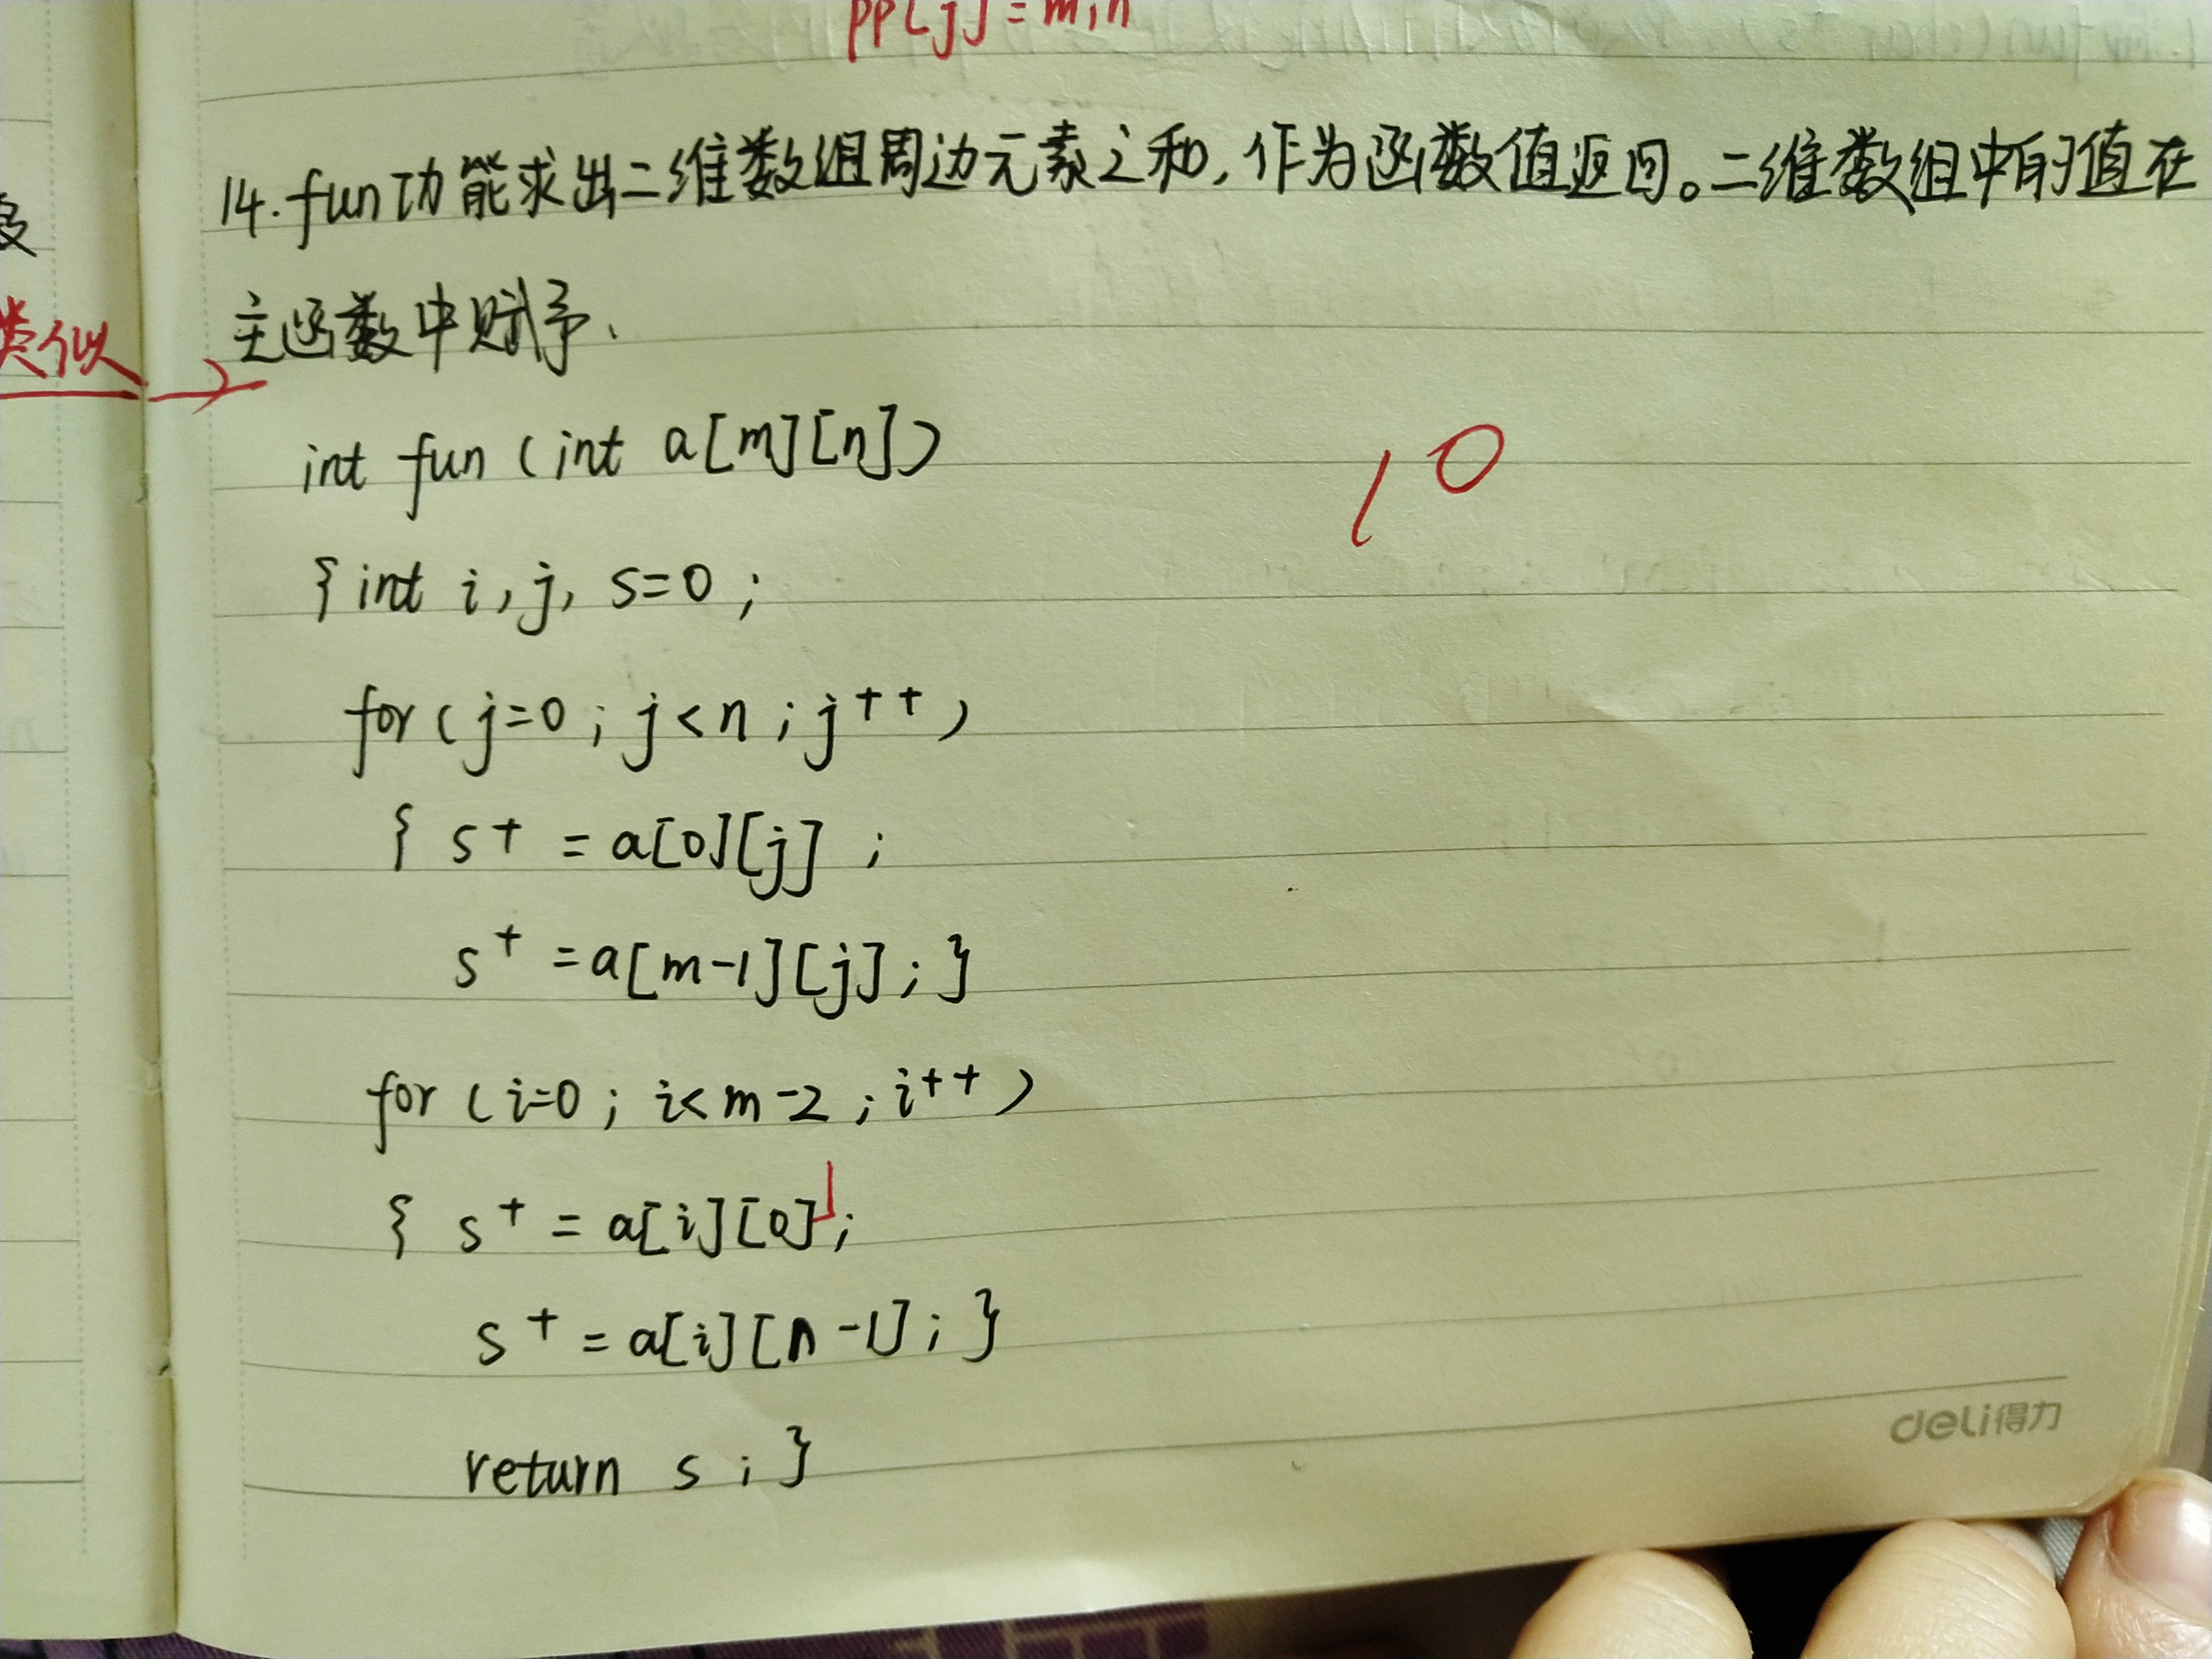 pp[j]=min
14. fun功能求出二维数组周边元素之和,作为函数值返回。二维数组中的值在
主函数中赋予.
类似
int fun (int a[m][n])
10
{int i,j, s=0 ;
for (j=0 ; j<n ; j++)
{ s+ = a[0][j] ;
s+ =a[m-1][j] ; }
for (i=0 ; i<m-2 ; i++)
{ s+ = a[i][0] ;
s+ = a[i][n-1] ; }
return s ; }
deli得力